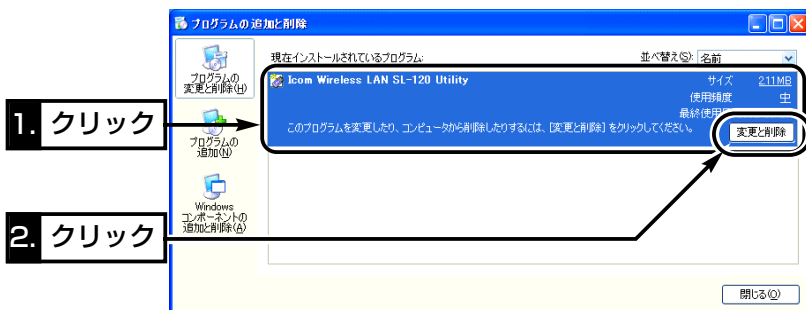 プログラムの追加と削除
現在インストールされているプログラム:
並べ替え(S): 名前
プログラムの
変更と削除(H)
Icom Wireless LAN SL-120 Utility
サイズ 2.11MB
使用頻度 中
最終使用
このプログラムを変更したり、コンピュータから削除したりするには、[変更と削除] をクリックしてください。
変更と削除
1. クリック
プログラムの
追加(N)
Windows
コンポーネントの
追加と削除(A)
2. クリック
閉じる(O)